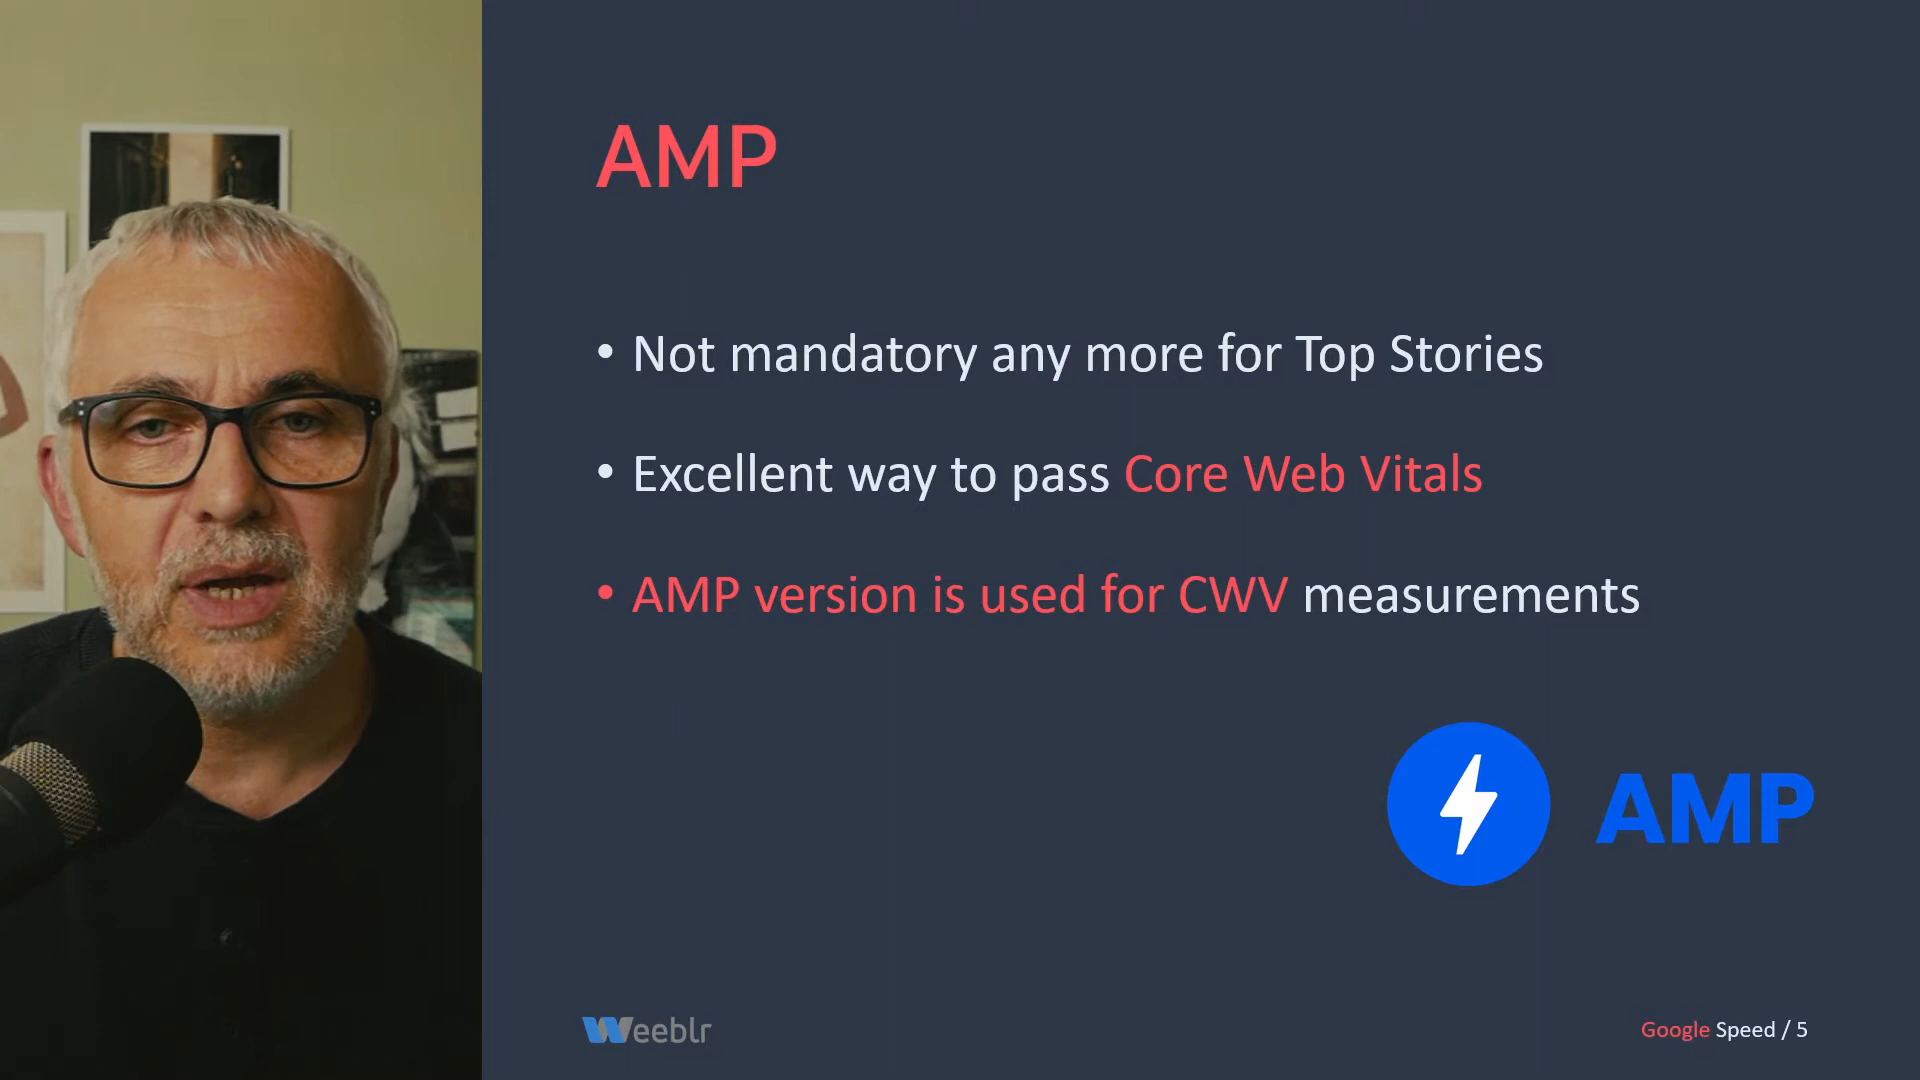 AMP
• Not mandatory any more for Top Stories
• Excellent way to pass Core Web Vitals
• AMP version is used for CWV measurements
AMP
Weeblr
Google Speed / 5